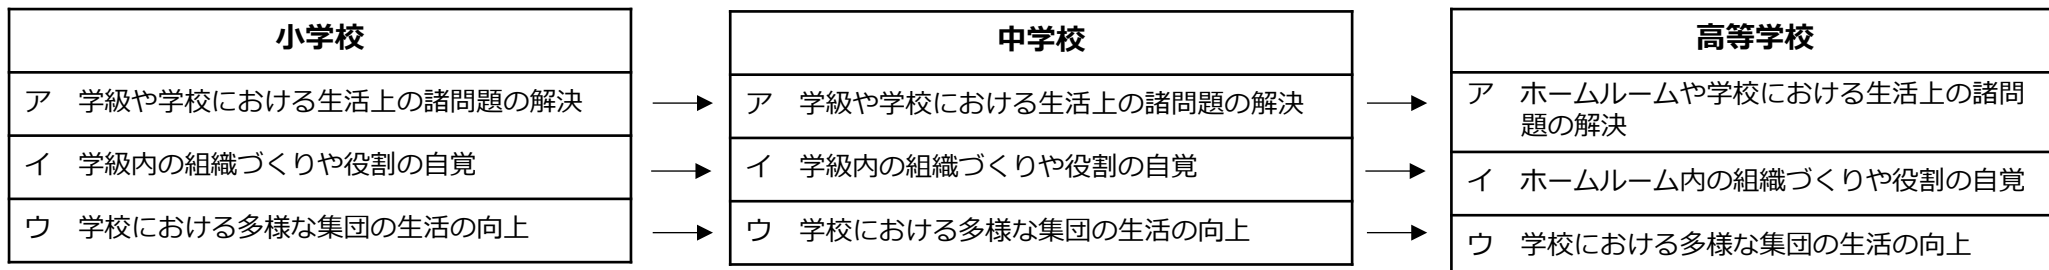 小学校
ア 学級や学校における生活上の諸問題の解決
イ 学級内の組織づくりや役割の自覚
ウ 学校における多様な集団の生活の向上
中学校
ア 学級や学校における生活上の諸問題の解決
イ 学級内の組織づくりや役割の自覚
ウ 学校における多様な集団の生活の向上
高等学校
ア ホームルームや学校における生活上の諸問
題の解決
イ ホームルーム内の組織づくりや役割の自覚
ウ 学校における多様な集団の生活の向上